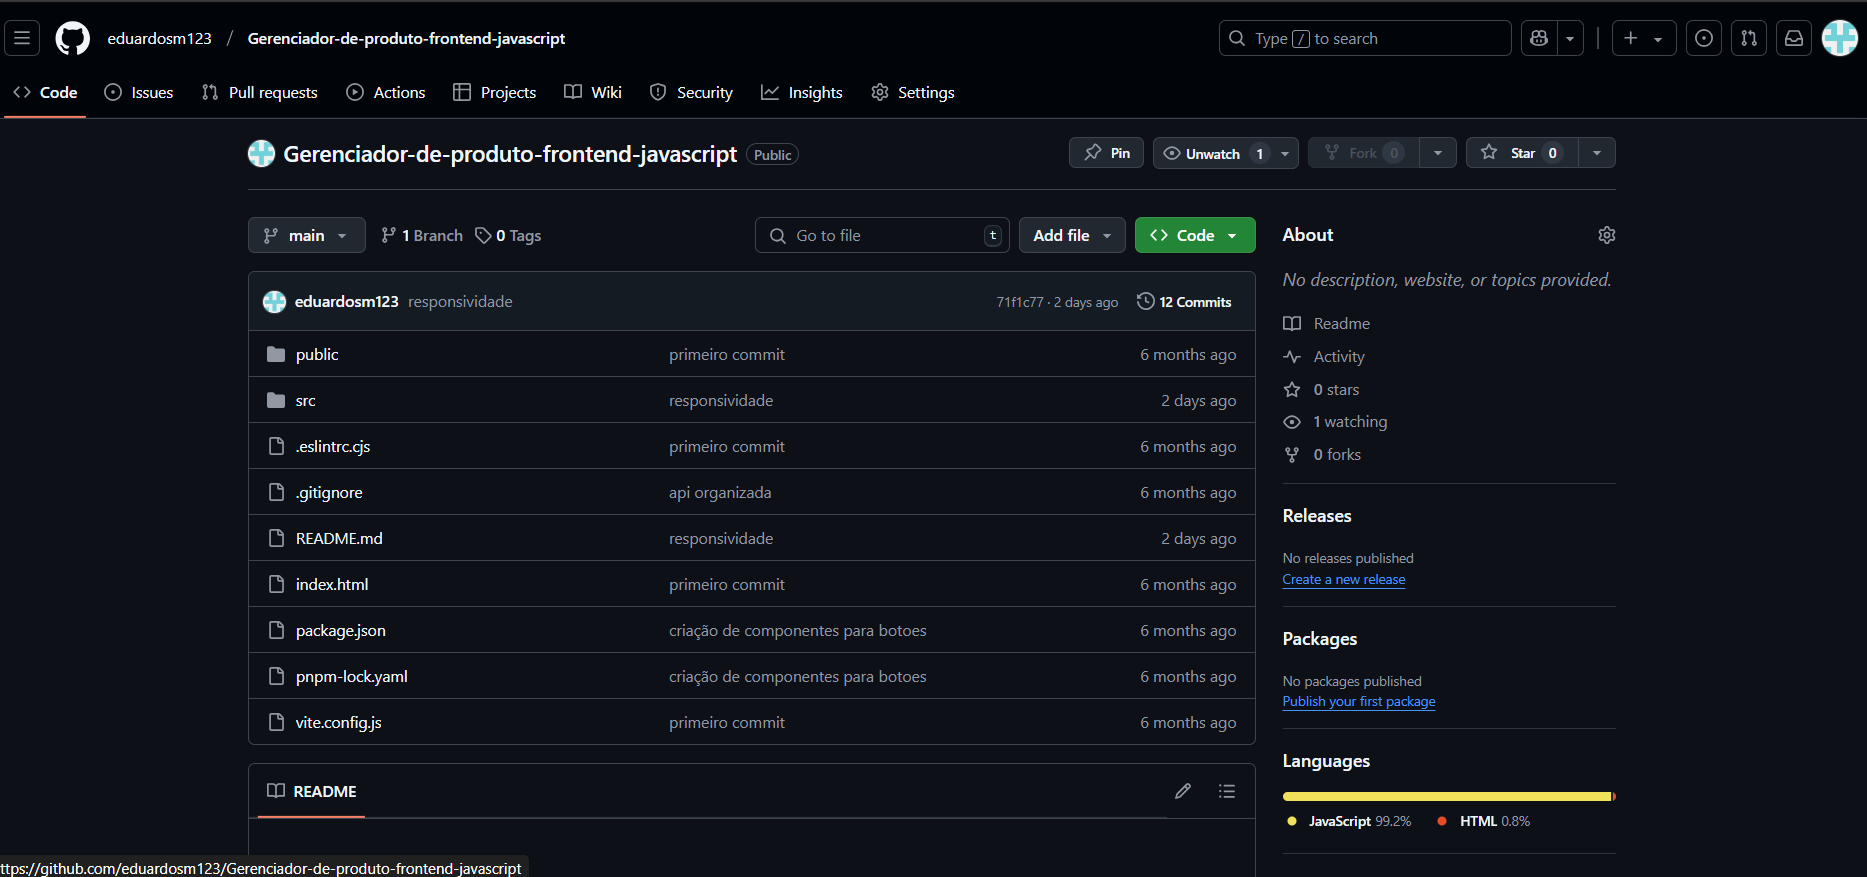 eduardosm123 / Gerenciador-de-produto-frontend-javascript
Type / to search
Code Issues Pull requests Actions Projects Wiki Security Insights Settings
Gerenciador-de-produto-frontend-javascript Public
Pin Unwatch 1 Fork 0 Star 0
main 1 Branch 0 Tags Go to file t Add file Code
eduardosm123 responsividade 71f1c77 · 2 days ago 12 Commits
public primeiro commit 6 months ago
src responsividade 2 days ago
.eslintrc.cjs primeiro commit 6 months ago
.gitignore api organizada 6 months ago
README.md responsividade 2 days ago
index.html primeiro commit 6 months ago
package.json criação de componentes para botoes 6 months ago
pnpm-lock.yaml criação de componentes para botoes 6 months ago
vite.config.js primeiro commit 6 months ago
README
About
No description, website, or topics provided.
Readme
Activity
0 stars
1 watching
0 forks
Releases
No releases published
Create a new release
Packages
No packages published
Publish your first package
Languages
JavaScript 99.2% HTML 0.8%
ttps://github.com/eduardosm123/Gerenciador-de-produto-frontend-javascript